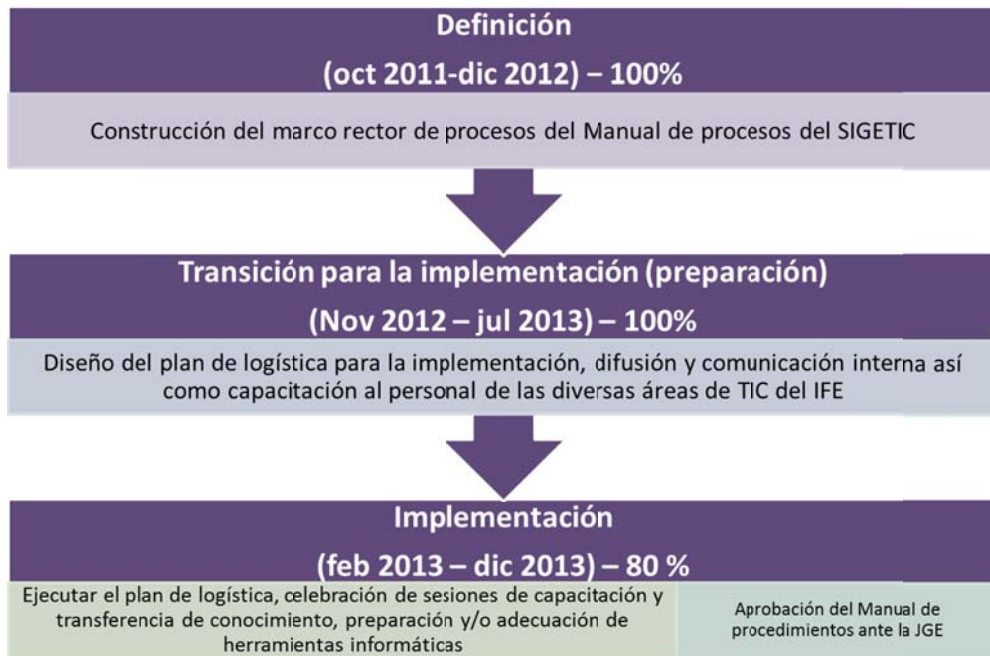 Definición
(oct 2011-dic 2012) – 100%
Construcción del marco rector de procesos del Manual de procesos del SIGETIC
Transición para la implementación (preparación)
(Nov 2012 – jul 2013) – 100%
Diseño del plan de logística para la implementación, difusión y comunicación interna así
como capacitación al personal de las diversas áreas de TIC del IFE
Implementación
(feb 2013 – dic 2013) – 80 %
Ejecutar el plan de logística, celebración de sesiones de capacitación y
transferencia de conocimiento, preparación y/o adecuación de
herramientas informáticas
Aprobación del Manual de
procedimientos ante la JGE